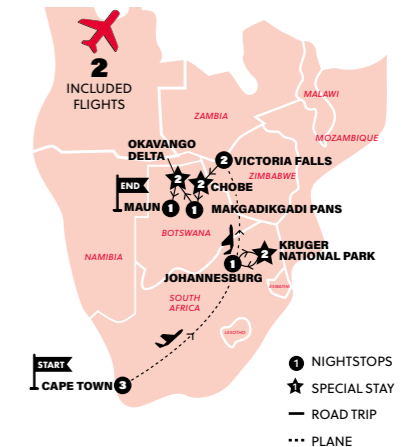 2
INCLUDED
FLIGHTS
MALAWI
ZAMBIA
MOZAMBIQUE
OKAVANGO
DELTA
2
VICTORIA FALLS
2
2
CHOBE
ZIMBABWE
END
MAUN
1
1
MAKGADIKGADI PANS
BOTSWANA
KRUGER
NATIONAL PARK
2
NAMIBIA
1
JOHANNESBURG
SOUTH
AFRICA
LESOTHO
START
CAPE TOWN
3
1
NIGHTSTOPS
1
SPECIAL STAY
ROAD TRIP
PLANE